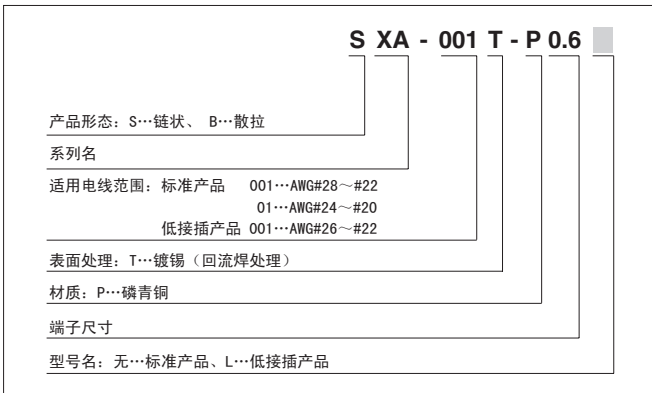 S XA - 001 T - P 0.6
产品形态：S…链状、 B…散拉
系列名
适用电线范围：标准产品 001…AWG#28～#22
01…AWG#24～#20
低接插产品 001…AWG#26～#22
表面处理：T…镀锡（回流焊处理）
材质：P…磷青铜
端子尺寸
型号名：无…标准产品、L…低接插产品